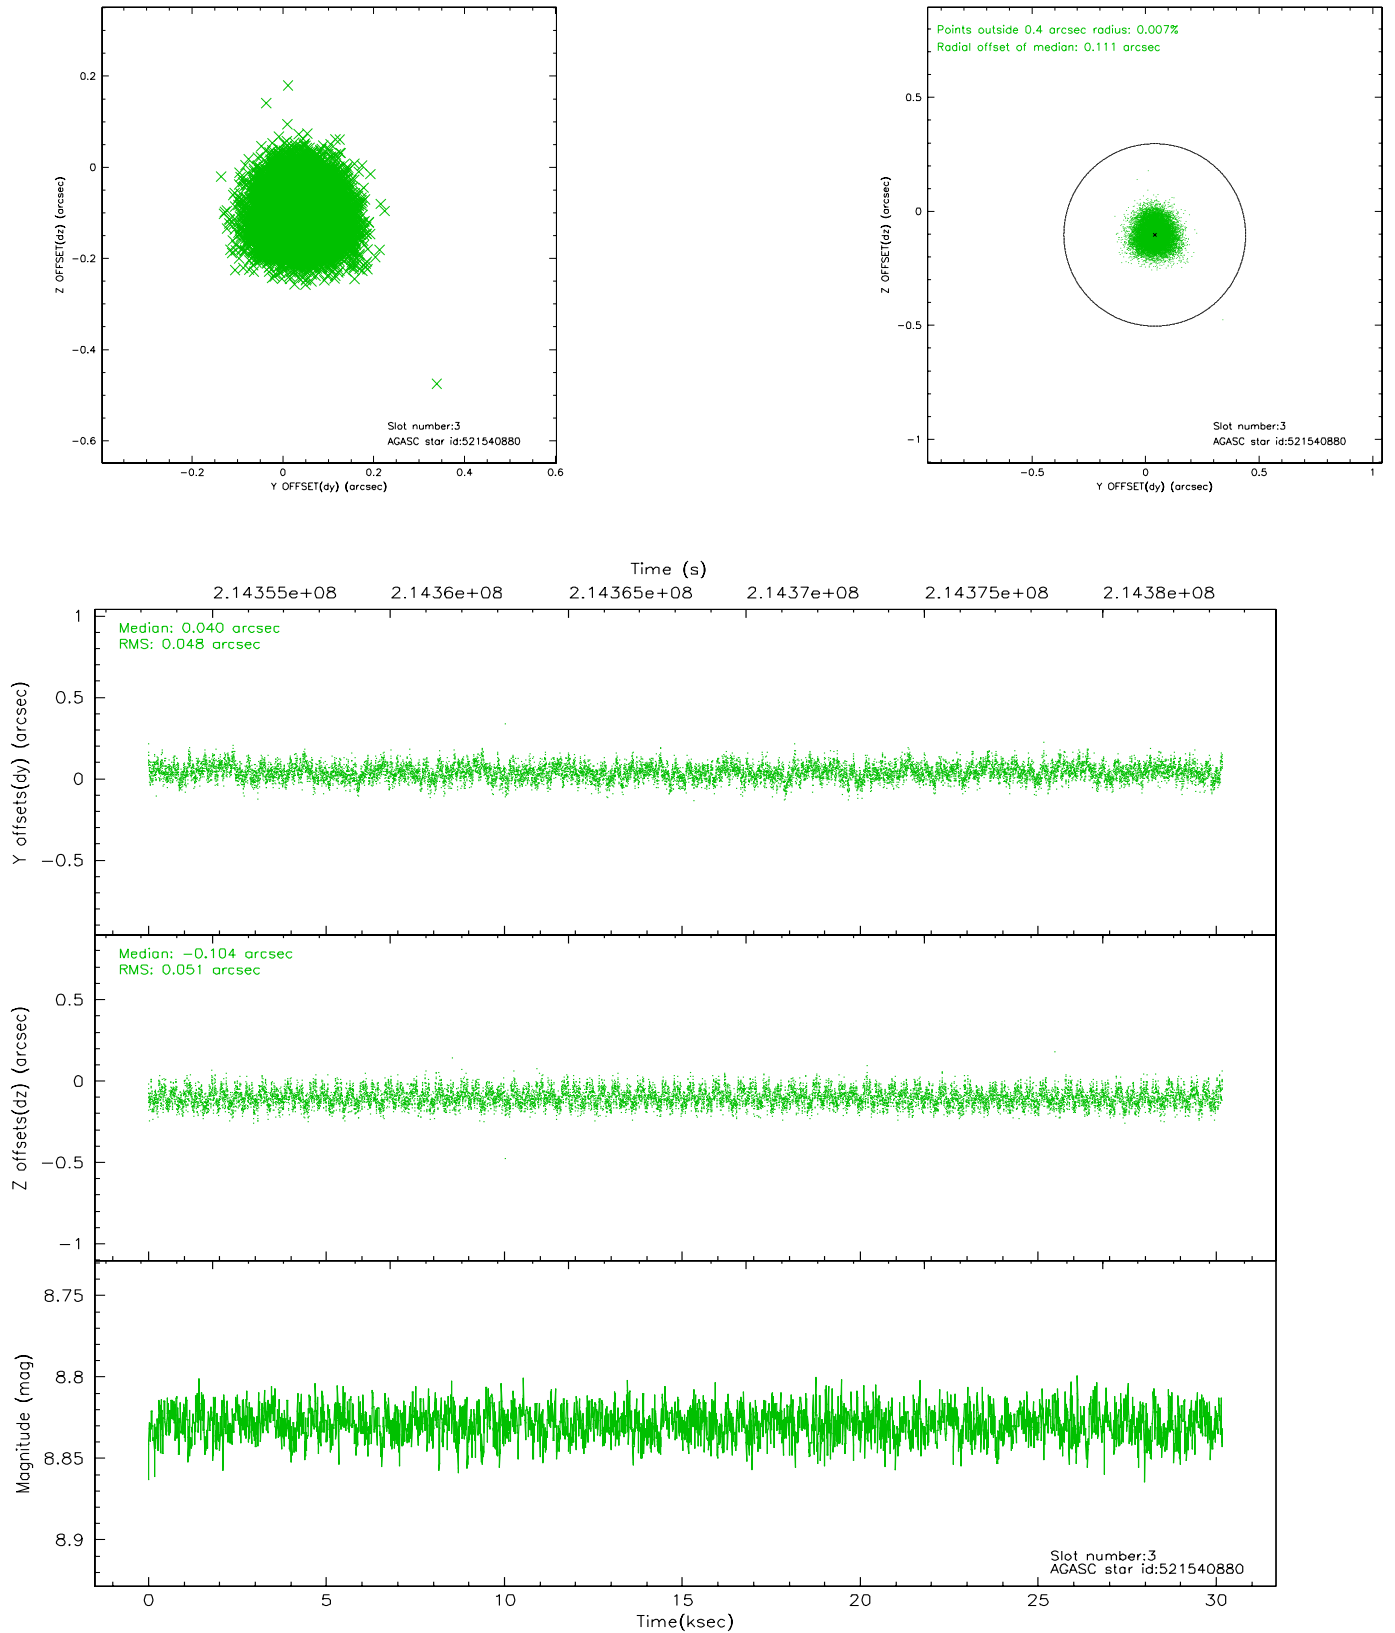 0.2
0
−0.2
−0.4
−0.6
Z OFFSET(dz) (arcsec)
−0.2
0
0.2
0.4
0.6
Y OFFSET(dy) (arcsec)
Slot number:3
AGASC star id:521540880
Points outside 0.4 arcsec radius: 0.007%
Radial offset of median: 0.111 arcsec
0.5
0
−0.5
−1
Z OFFSET(dz) (arcsec)
−0.5
0
0.5
1
Y OFFSET(dy) (arcsec)
Slot number:3
AGASC star id:521540880
Time (s)
2.14355e+08 2.1436e+08 2.14365e+08 2.1437e+08 2.14375e+08 2.1438e+08
Median: 0.040 arcsec
RMS: 0.048 arcsec
1
0.5
0
−0.5
Y offsets(dy) (arcsec)
Median: −0.104 arcsec
RMS: 0.051 arcsec
0.5
0
−0.5
−1
Z offsets(dz) (arcsec)
8.75
8.8
8.85
8.9
Magnitude (mag)
Slot number:3
AGASC star id:521540880
0 5 10 15 20 25 30
Time(ksec)